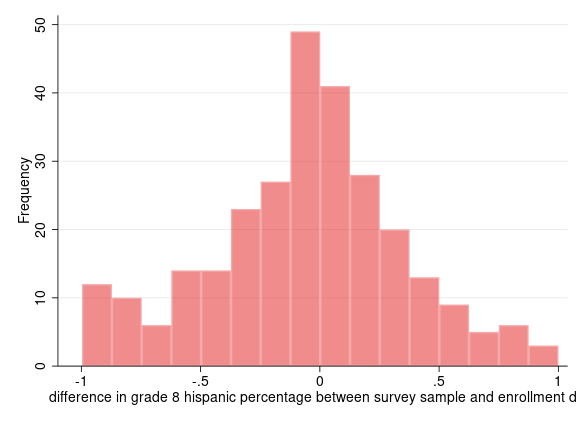 50
40
30
20
10
0
Frequency
-1 -.5 0 .5 1
difference in grade 8 hispanic percentage between survey sample and enrollment d